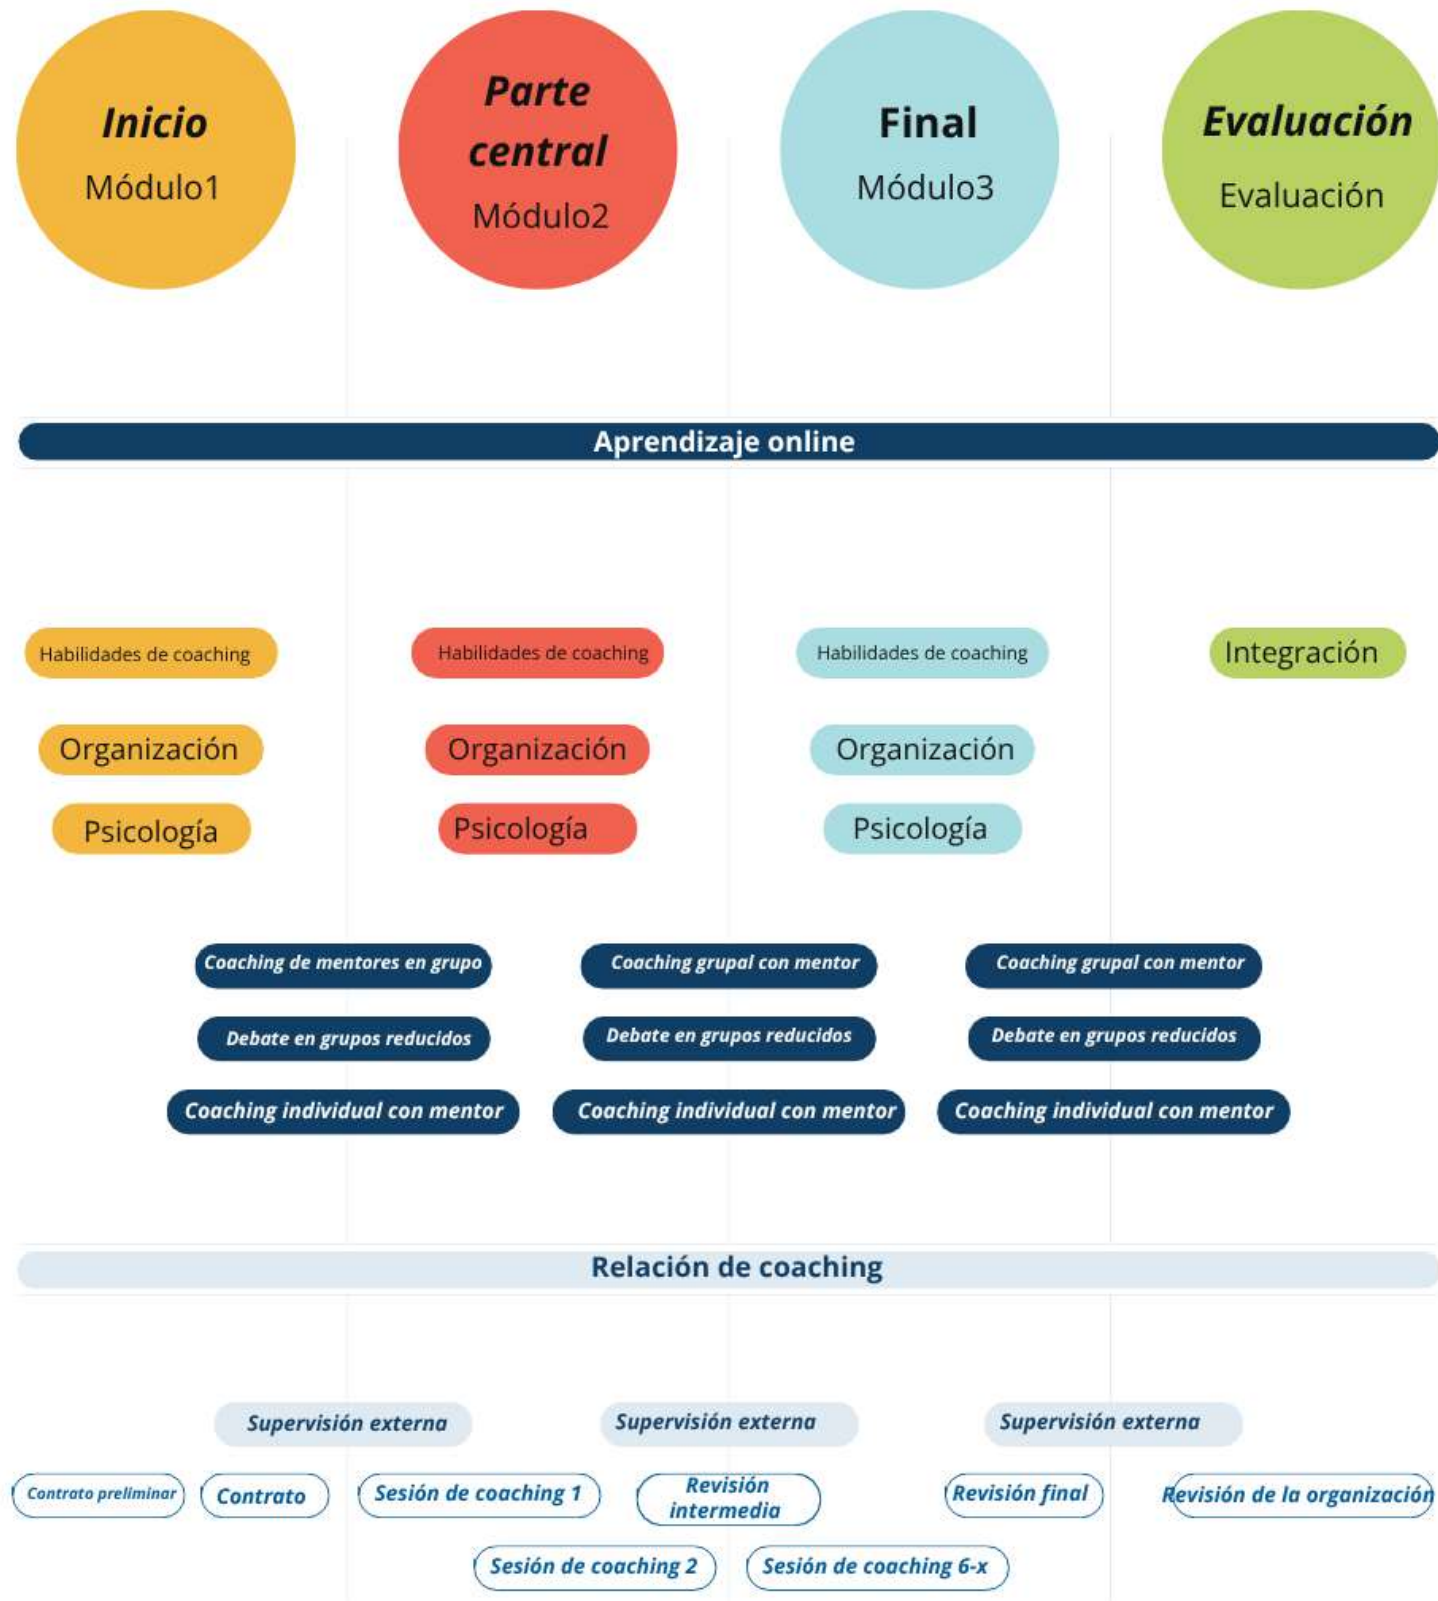 Inicio
Módulo1
Parte
central
Módulo2
Final
Módulo3
Evaluación
Evaluación
Aprendizaje online
Habilidades de coaching
Habilidades de coaching
Habilidades de coaching
Integración
Organización
Organización
Organización
Psicología
Psicología
Psicología
Coaching de mentores en grupo
Coaching grupal con mentor
Coaching grupal con mentor
Debate en grupos reducidos
Debate en grupos reducidos
Debate en grupos reducidos
Coaching individual con mentor
Coaching individual con mentor
Coaching individual con mentor
Relación de coaching
Supervisión externa
Supervisión externa
Supervisión externa
Contrato preliminar
Contrato
Sesión de coaching 1
Revisión
intermedia
Revisión final
Revisión de la organización
Sesión de coaching 2
Sesión de coaching 6-x